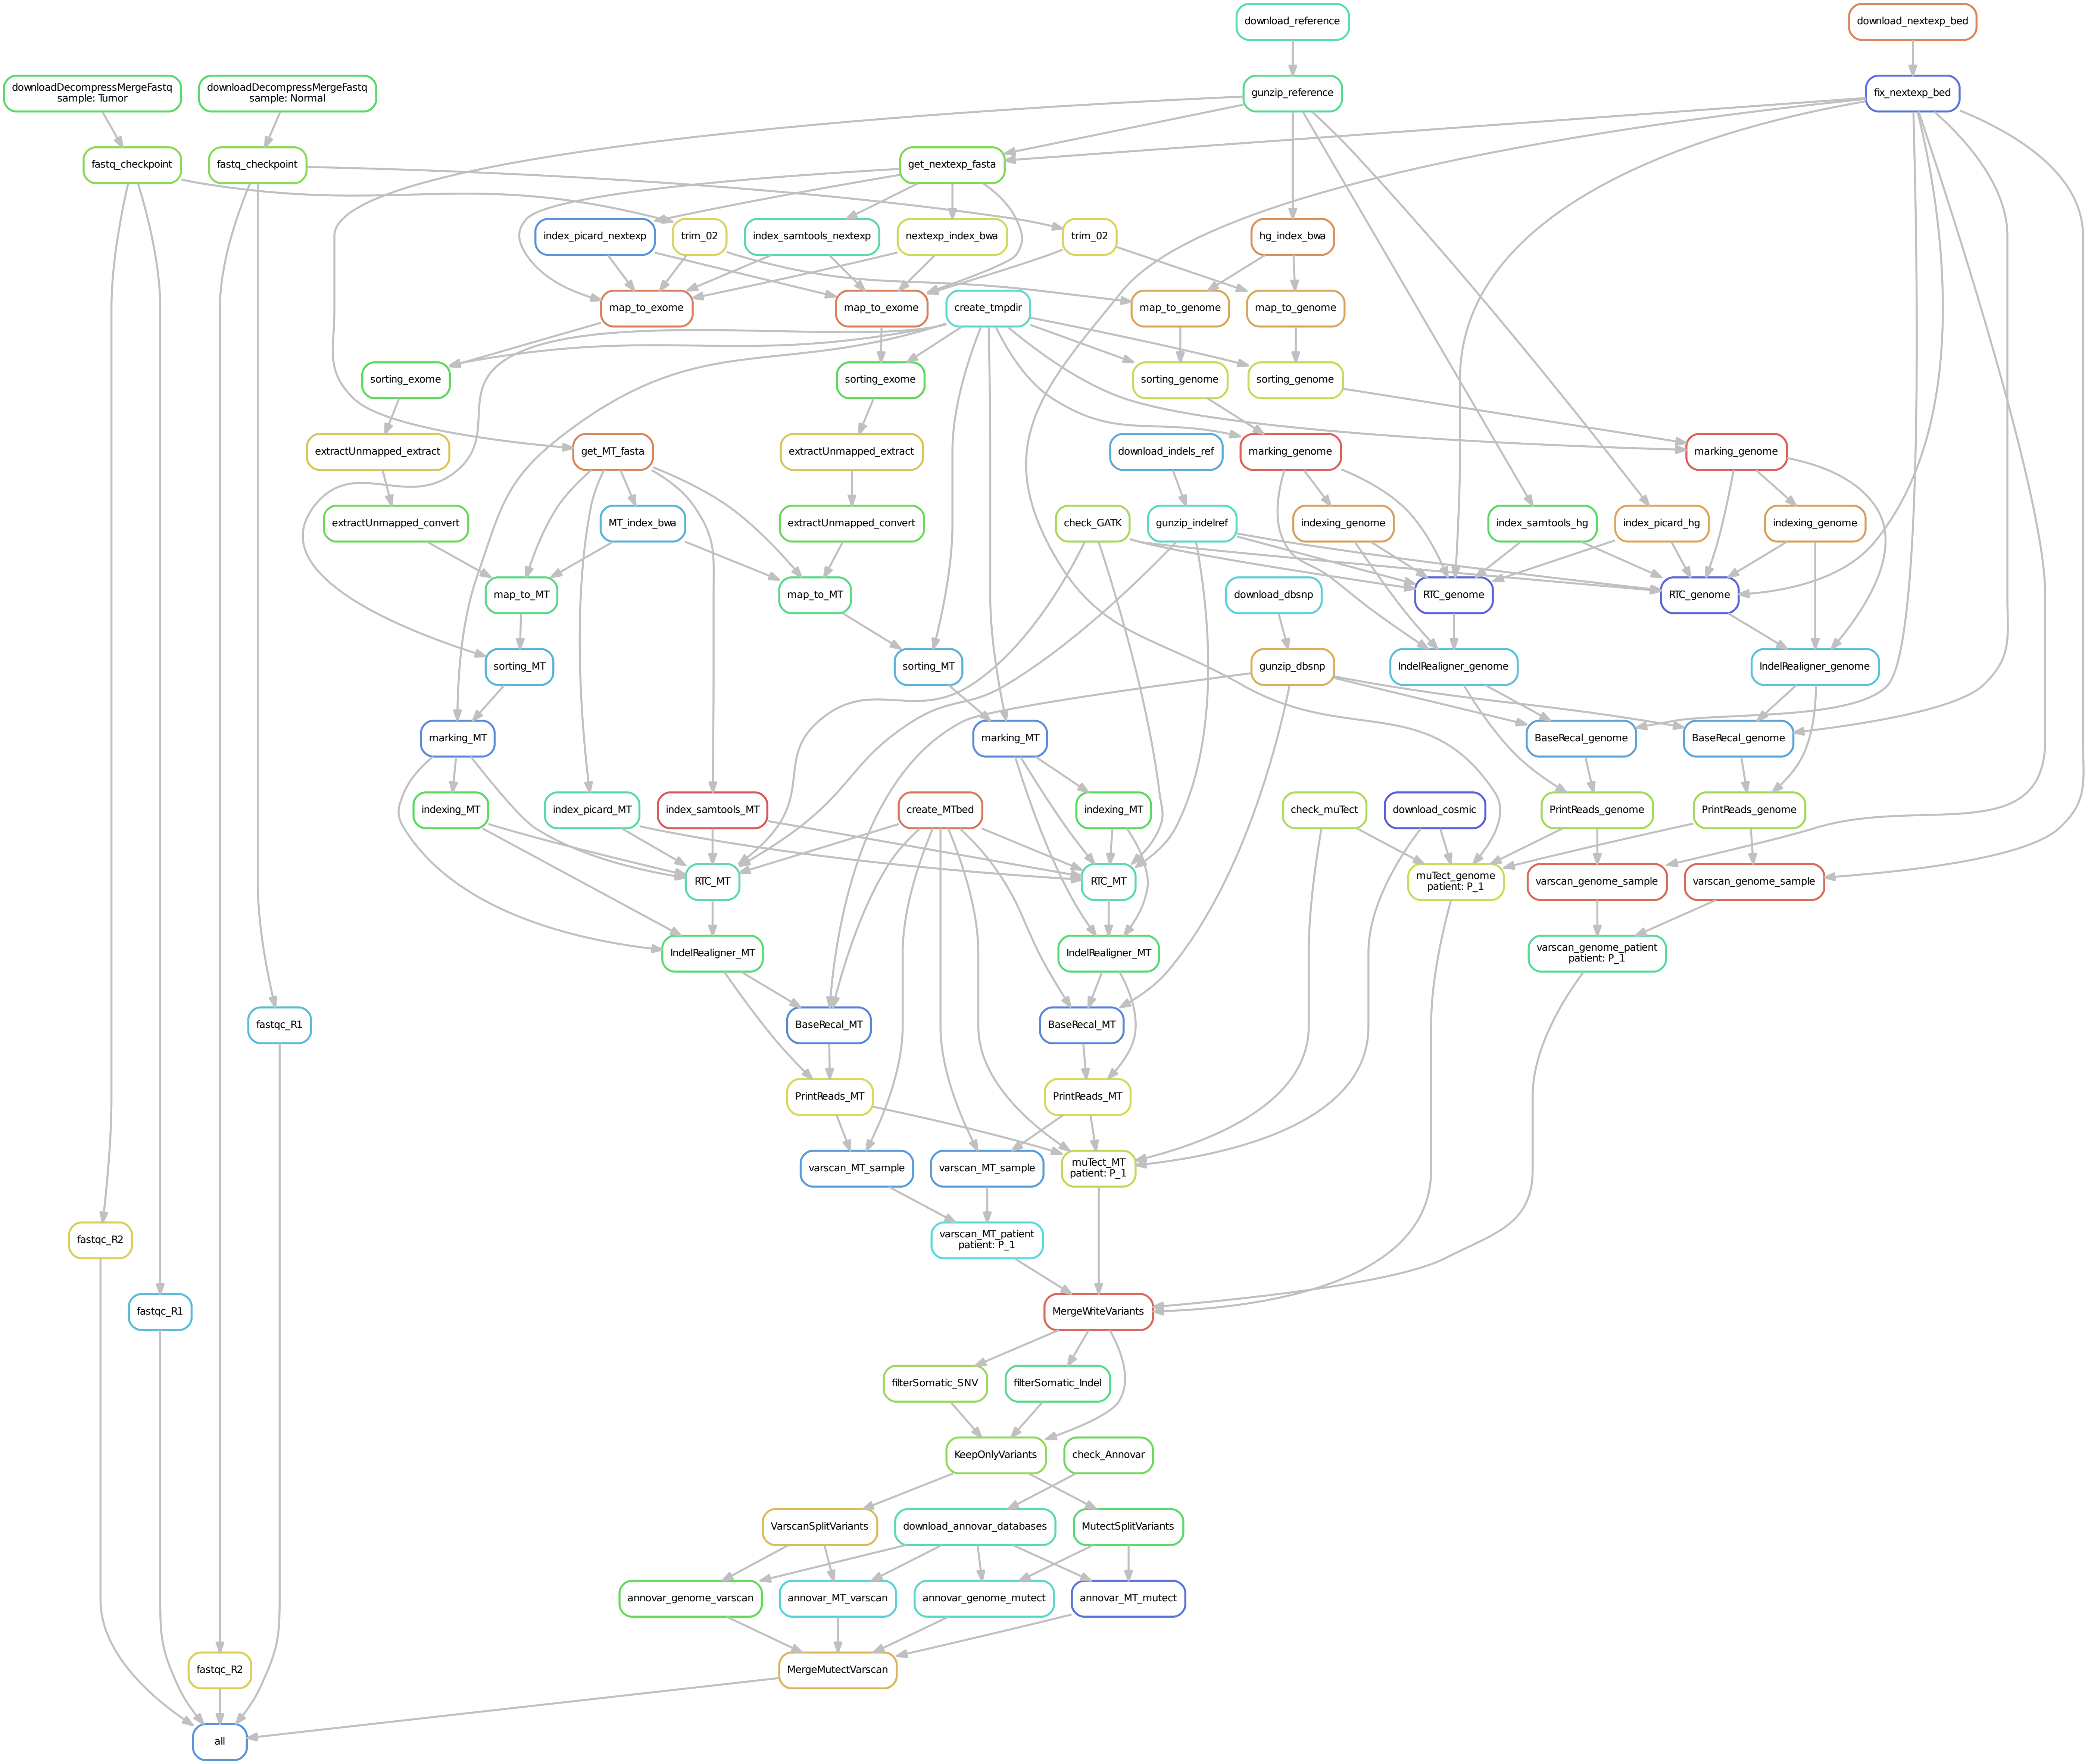 download_reference
download_nextexp_bed
downloadDecompressMergeFastq
sample: Tumor
downloadDecompressMergeFastq
sample: Normal
gunzip_reference
fix_nextexp_bed
fastq_checkpoint
fastq_checkpoint
get_nextexp_fasta
index_picard_nextexp
trim_02
index_samtools_nextexp
nextexp_index_bwa
trim_02
hg_index_bwa
map_to_exome
map_to_exome
create_tmpdir
map_to_genome
map_to_genome
sorting_exome
sorting_exome
sorting_genome
sorting_genome
extractUnmapped_extract
get_MT_fasta
extractUnmapped_extract
download_indels_ref
marking_genome
marking_genome
extractUnmapped_convert
MT_index_bwa
extractUnmapped_convert
check_GATK
gunzip_indelref
indexing_genome
index_samtools_hg
index_picard_hg
indexing_genome
map_to_MT
map_to_MT
download_dbsnp
RTC_genome
RTC_genome
sorting_MT
sorting_MT
gunzip_dbsnp
IndelRealigner_genome
IndelRealigner_genome
marking_MT
marking_MT
BaseRecal_genome
BaseRecal_genome
indexing_MT
index_picard_MT
index_samtools_MT
create_MTbed
indexing_MT
check_muTect
download_cosmic
PrintReads_genome
PrintReads_genome
RTC_MT
RTC_MT
muTect_genome
patient: P_1
varscan_genome_sample
varscan_genome_sample
IndelRealigner_MT
IndelRealigner_MT
varscan_genome_patient
patient: P_1
fastqc_R1
BaseRecal_MT
BaseRecal_MT
PrintReads_MT
PrintReads_MT
varscan_MT_sample
varscan_MT_sample
muTect_MT
patient: P_1
fastqc_R2
varscan_MT_patient
patient: P_1
fastqc_R1
MergeWriteVariants
filterSomatic_SNV
filterSomatic_Indel
KeepOnlyVariants
check_Annovar
VarscanSplitVariants
download_annovar_databases
MutectSplitVariants
annovar_genome_varscan
annovar_MT_varscan
annovar_genome_mutect
annovar_MT_mutect
fastqc_R2
MergeMutectVarscan
all